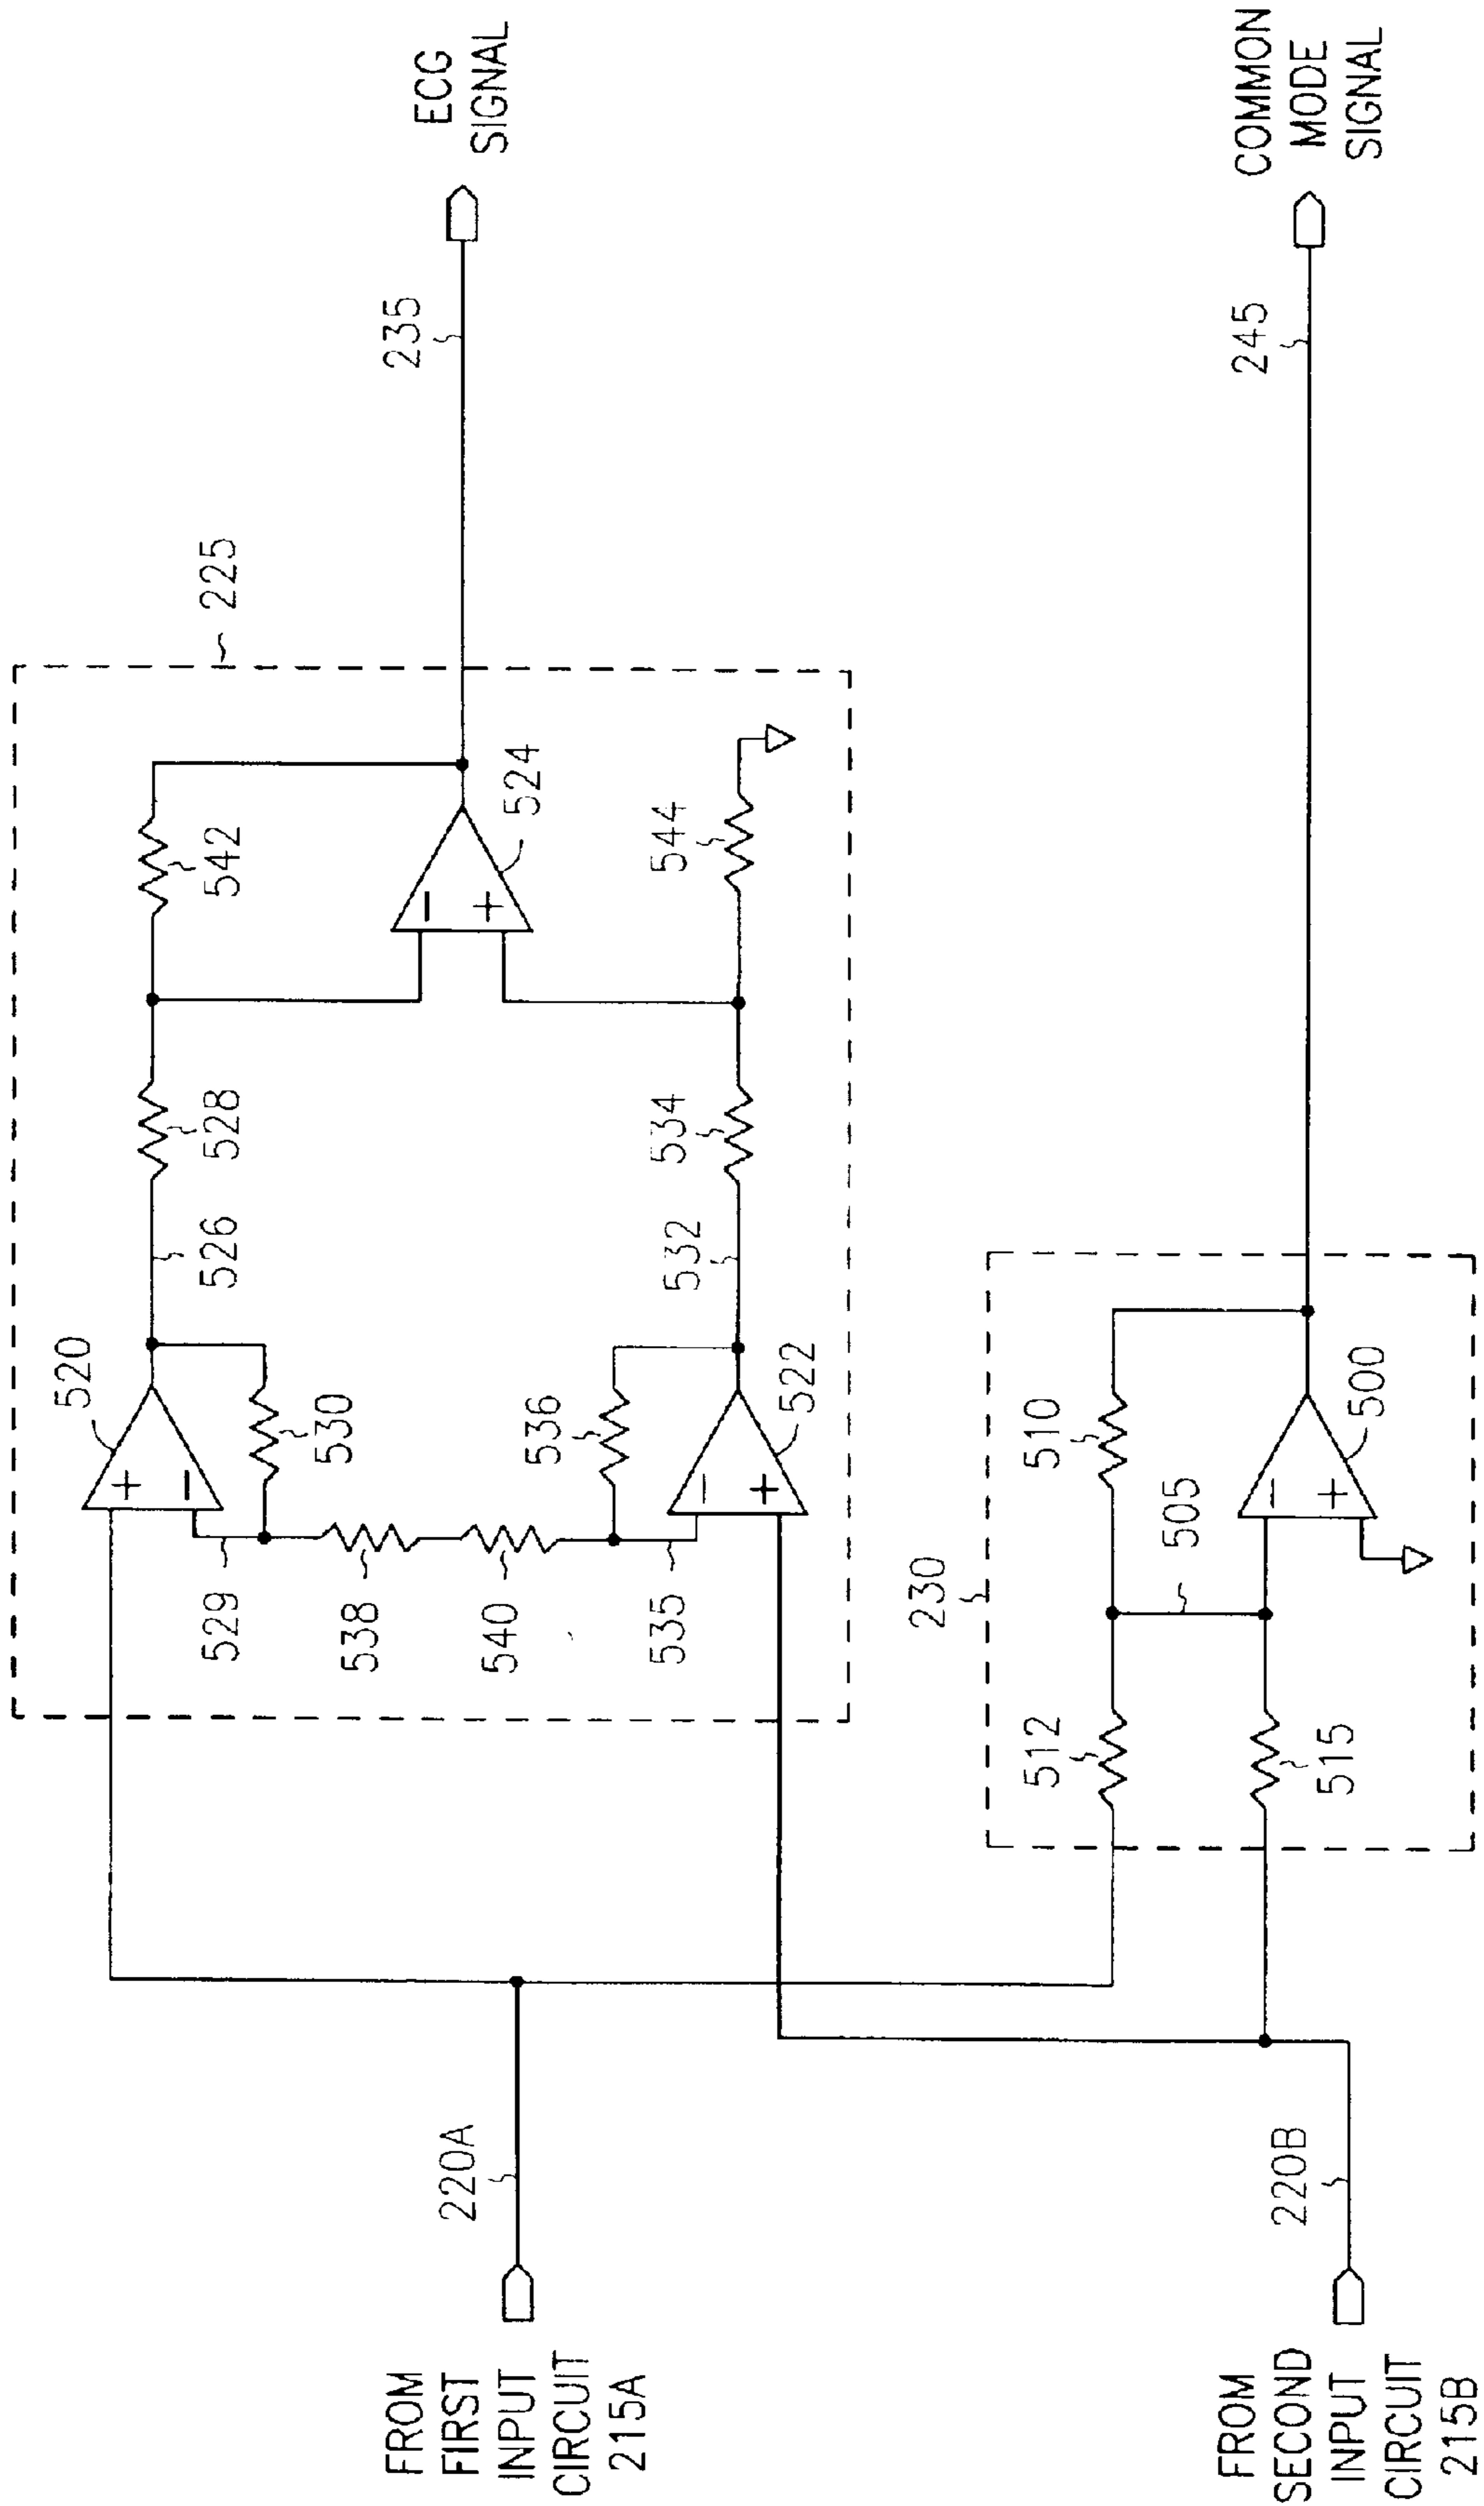 520
526
528
542
225
529
530
538
540
536
535
522
532
534
544
524
235
ECG
SIGNAL
220A
FROM
FIRST
INPUT
CIRCUIT
215A
230
512
510
505
515
500
245
COMMON
MODE
SIGNAL
220B
FROM
SECOND
INPUT
CIRCUIT
215B
+
−
−
+
−
+
−
+